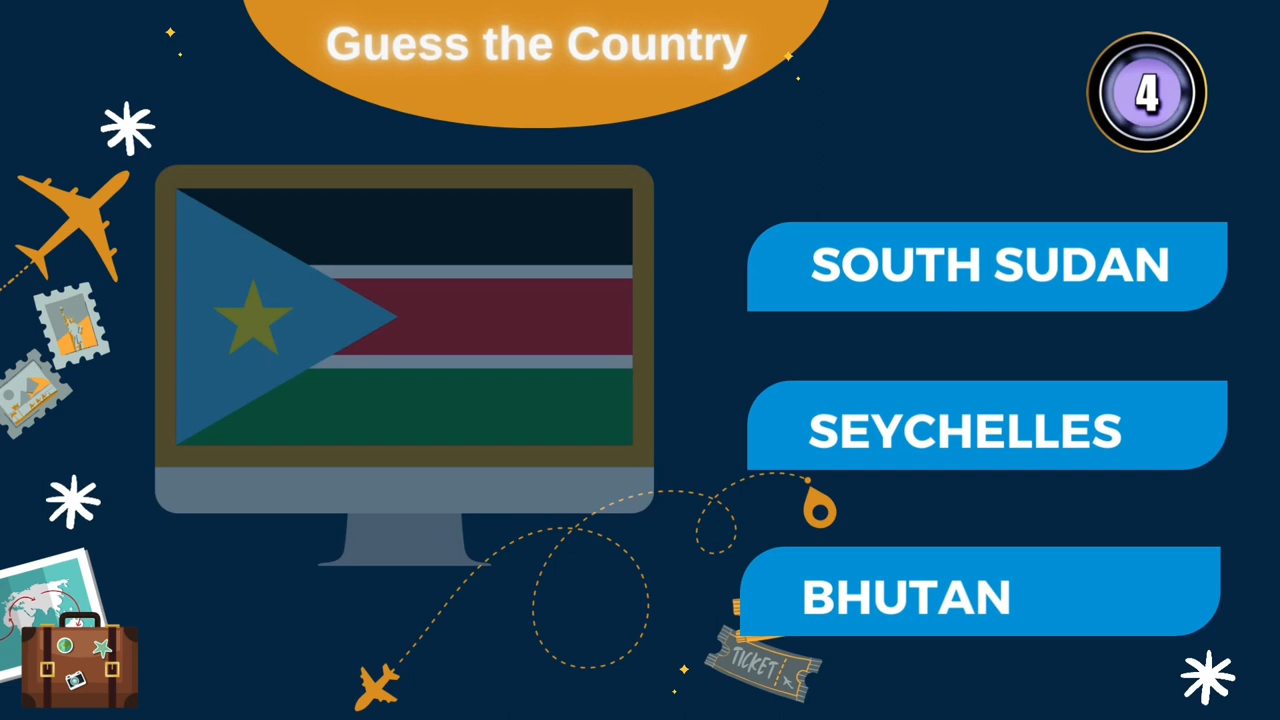 Guess the Country
4
SOUTH SUDAN
SEYCHELLES
BHUTAN
TICKET